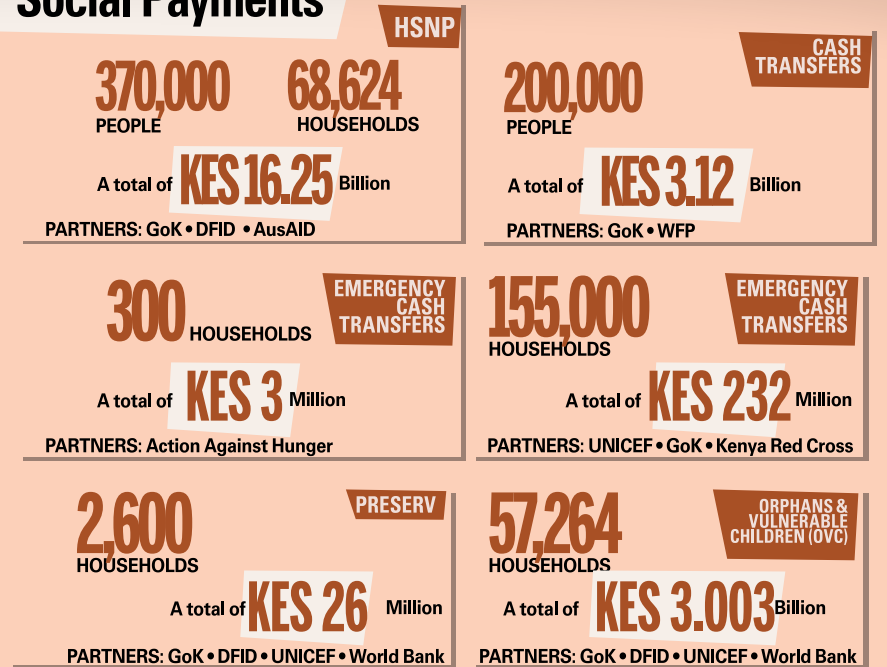 Social Payments
HSNP
370,000
PEOPLE
68,624
HOUSEHOLDS
A total of KES 16.25 Billion
PARTNERS: GoK • DFID • AusAID
CASH
TRANSFERS
200,000
PEOPLE
A total of KES 3.12 Billion
PARTNERS: GoK • WFP
300 HOUSEHOLDS
EMERGENCY
CASH
TRANSFERS
A total of KES 3 Million
PARTNERS: Action Against Hunger
155,000
HOUSEHOLDS
EMERGENCY
CASH
TRANSFERS
A total of KES 232 Million
PARTNERS: UNICEF • GoK • Kenya Red Cross
2,600
HOUSEHOLDS
PRESERV
A total of KES 26 Million
PARTNERS: GoK • DFID • UNICEF • World Bank
57,264
HOUSEHOLDS
ORPHANS &
VULNERABLE
CHILDREN (OVC)
A total of KES 3.003 Billion
PARTNERS: GoK • DFID • UNICEF • World Bank